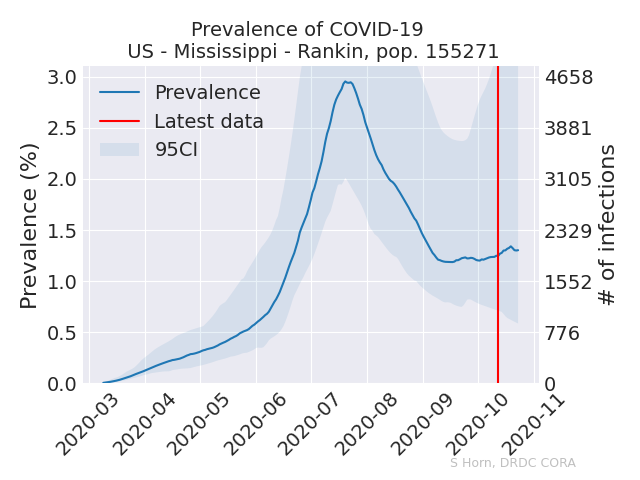 Prevalence of COVID-19
US - Mississippi - Rankin, pop. 155271
Prevalence (%)
3.0
2.5
2.0
1.5
1.0
0.5
0.0
Prevalence
Latest data
95CI
4658
3881
3105
2329
1552
776
0
# of infections
2020-03
2020-04
2020-05
2020-06
2020-07
2020-08
2020-09
2020-10
2020-11
S Horn, DRDC CORA